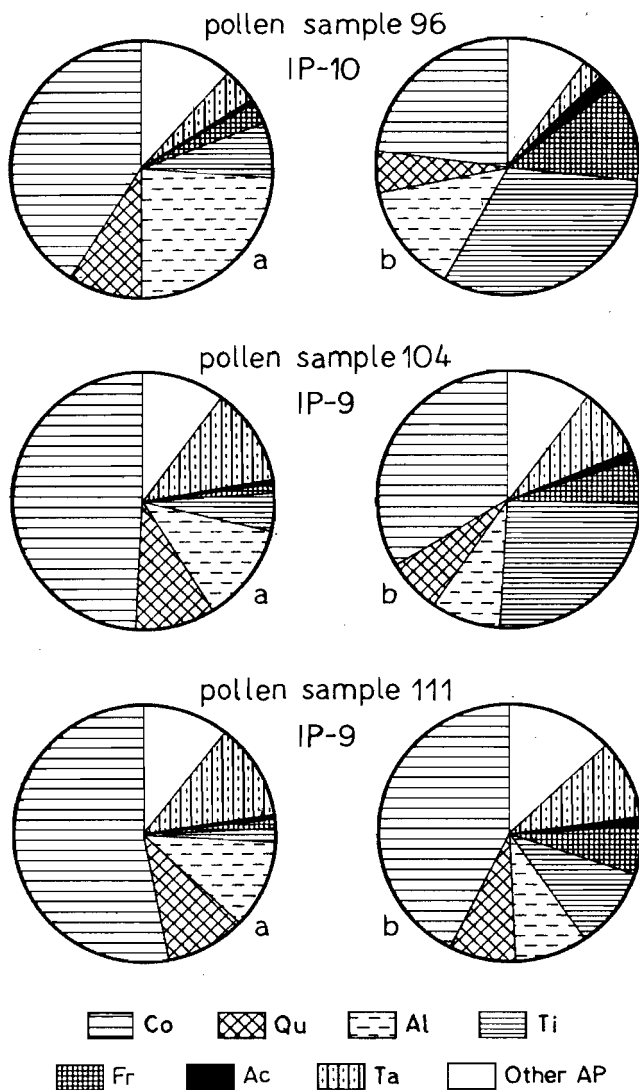 pollen sample 96
IP-10
a
b
pollen sample 104
IP-9
a
b
pollen sample 111
IP-9
a
b
Co Qu Al Ti
Fr Ac Ta Other AP